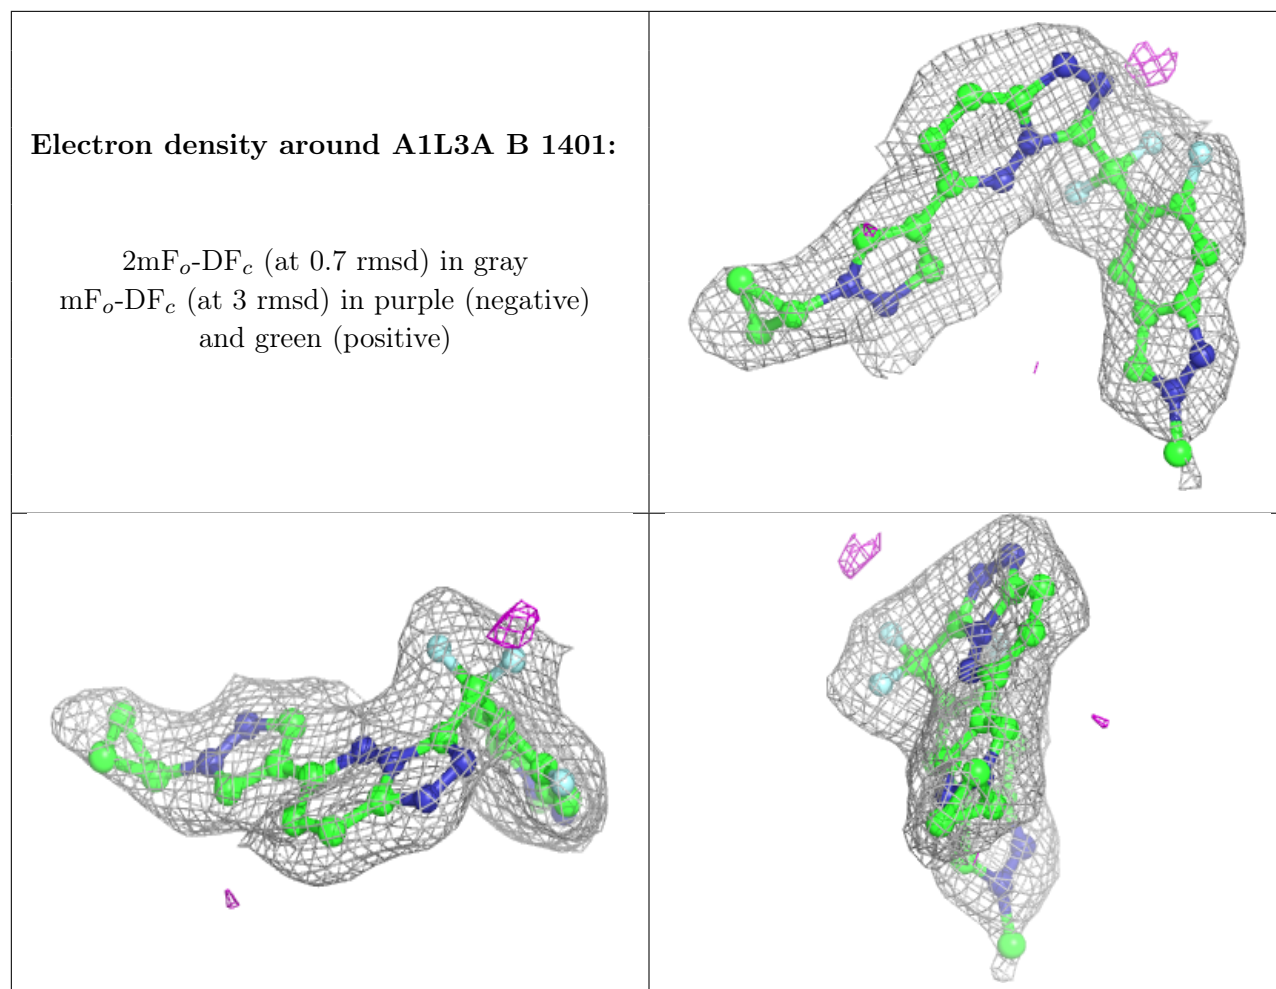 Electron density around A1L3A B 1401:
2mFo-DFc (at 0.7 rmsd) in gray
mFo-DFc (at 3 rmsd) in purple (negative)
and green (positive)